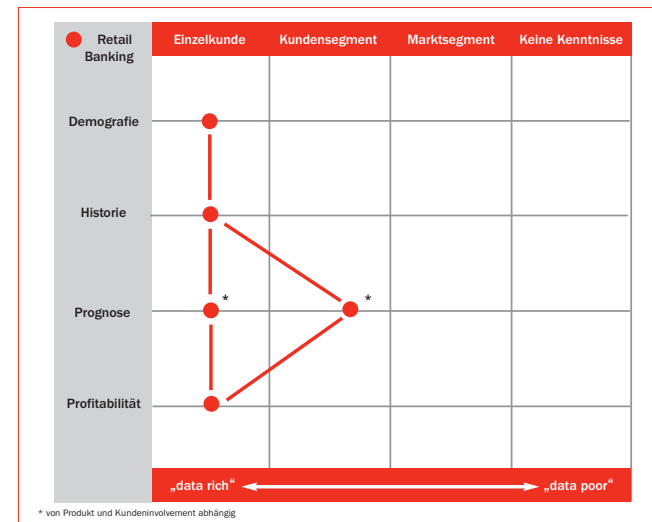 Retail
Banking
Einzelkunde Kundensegment Marktsegment Keine Kenntnisse
Demografie
Historie
* *
Prognose
Profitabilität
„data rich“ „data poor“
* von Produkt und Kundeninvolvement abhängig